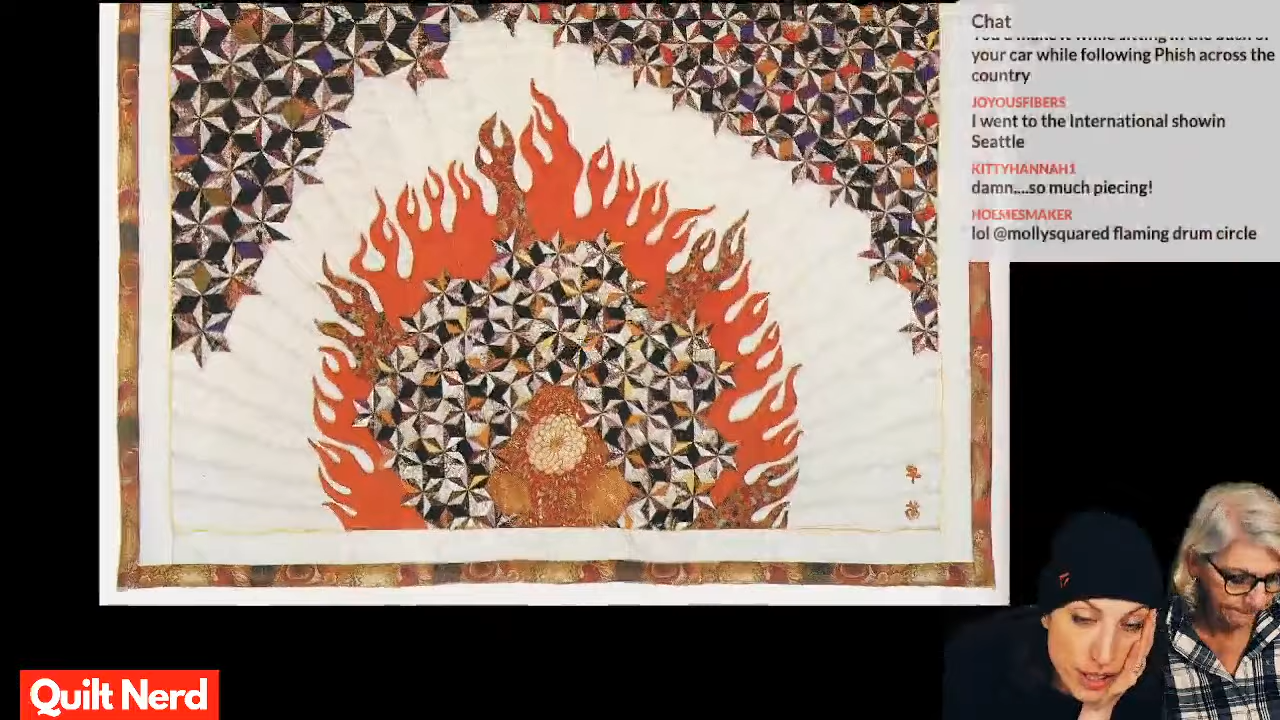 Chat
your car while following Phish across the
country
JOYOUSFIBERS
I went to the International showin
Seattle
KITTYHANNAH1
damn....so much piecing!
HOEMESMAKER
lol @mollysquared flaming drum circle
Quilt Nerd